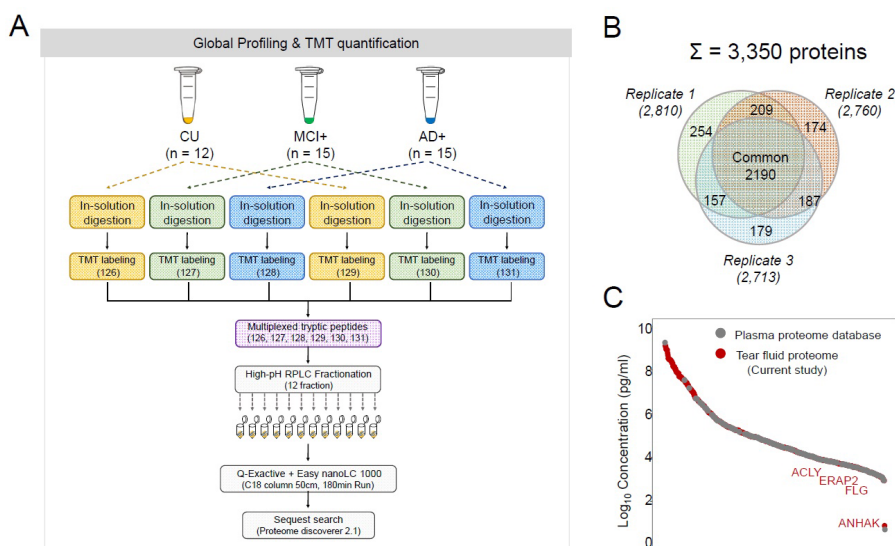 A
Global Profiling & TMT quantification
CU
(n = 12)
MCI+
(n = 15)
AD+
(n = 15)
In-solution
digestion
In-solution
digestion
In-solution
digestion
In-solution
digestion
In-solution
digestion
In-solution
digestion
TMT labeling
(126)
TMT labeling
(127)
TMT labeling
(128)
TMT labeling
(129)
TMT labeling
(130)
TMT labeling
(131)
Multiplexed tryptic peptides
(126, 127, 128, 129, 130, 131)
High-pH RPLC Fractionation
(12 fraction)
Q-Exactive + Easy nanoLC 1000
(C18 column 50cm, 180min Run)
Sequest search
(Proteome discoverer 2.1)
B
Σ = 3,350 proteins
Replicate 1
(2,810)
Replicate 2
(2,760)
254
209
174
Common
2190
157
187
179
Replicate 3
(2,713)
C
Log10 Concentration (pg/ml)
10
8
6
4
2
0
Plasma proteome database
Tear fluid proteome
(Current study)
ACLY
ERAP2
FLG
ANHAK